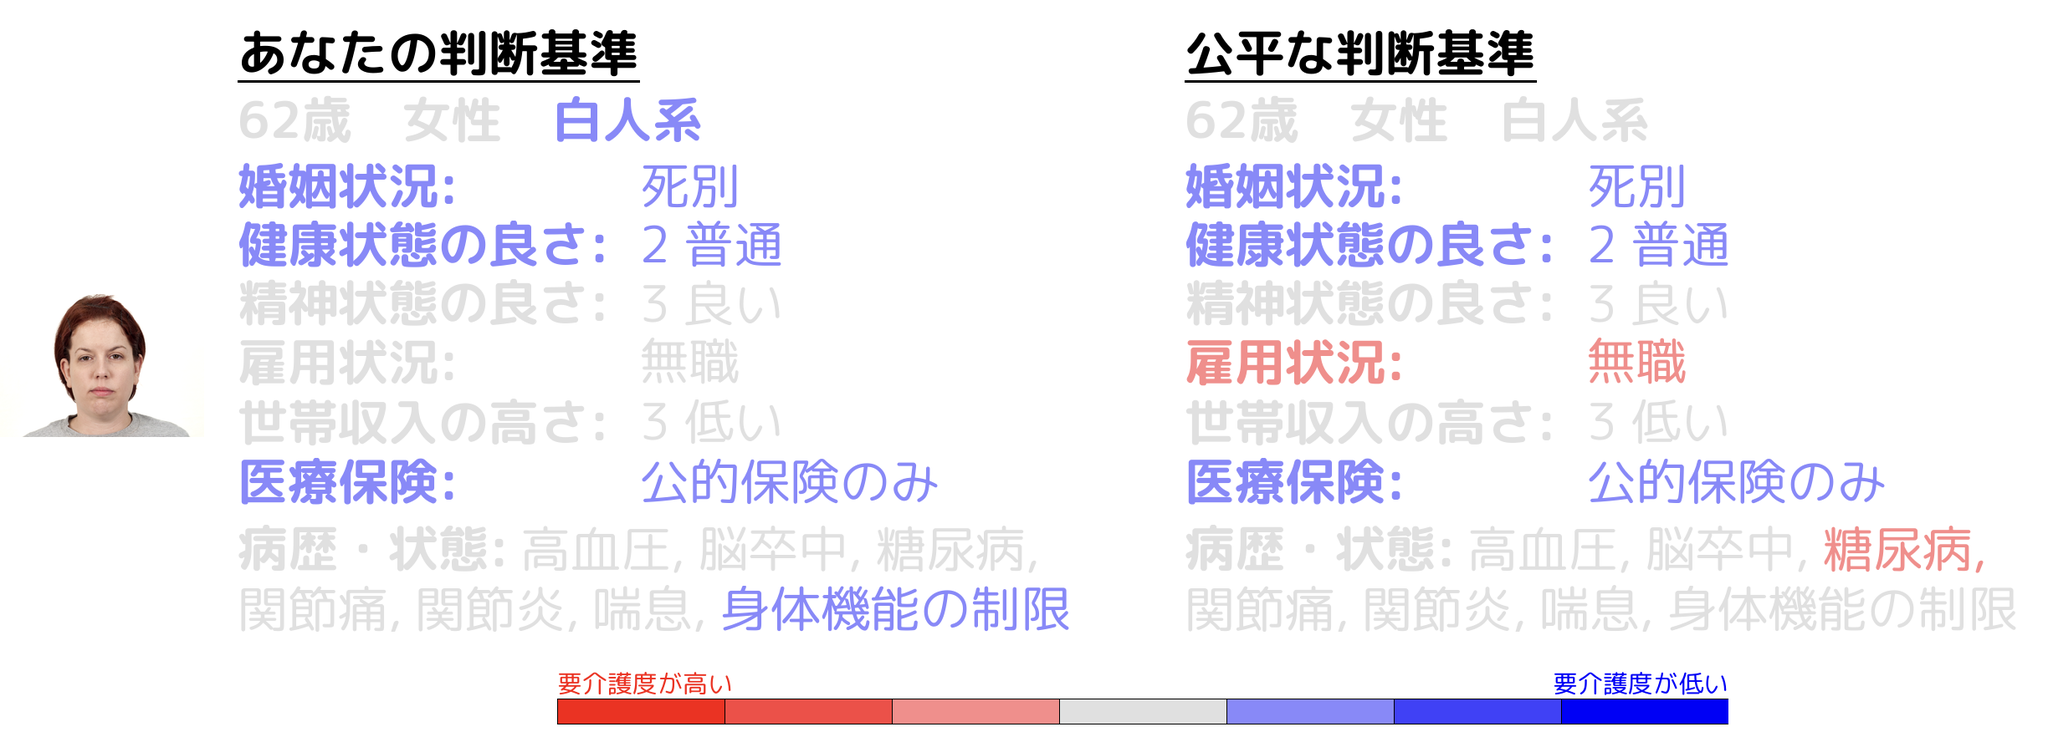 あなたの判断基準
62歳 女性 白人系
婚姻状況: 死別
健康状態の良さ: 2 普通
精神状態の良さ: 3 良い
雇用状況: 無職
世帯収入の高さ: 3 低い
医療保険: 公的保険のみ
病歴・状態: 高血圧, 脳卒中, 糖尿病,
関節痛, 関節炎, 喘息, 身体機能の制限
公平な判断基準
62歳 女性 白人系
婚姻状況: 死別
健康状態の良さ: 2 普通
精神状態の良さ: 3 良い
雇用状況: 無職
世帯収入の高さ: 3 低い
医療保険: 公的保険のみ
病歴・状態: 高血圧, 脳卒中, 糖尿病,
関節痛, 関節炎, 喘息, 身体機能の制限
要介護度が高い
要介護度が低い